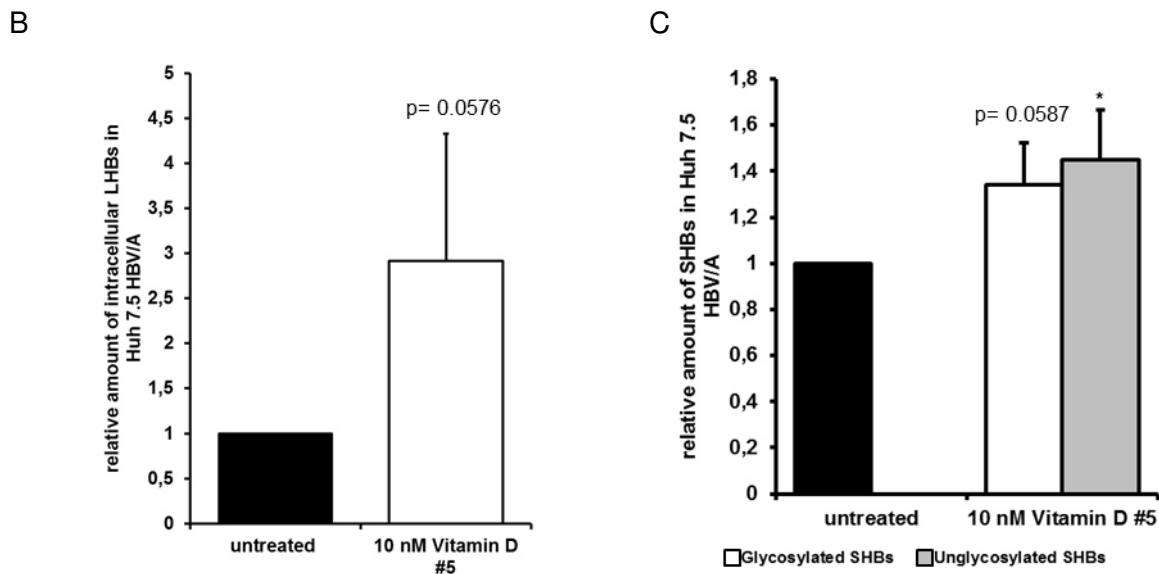 B
relative amount of intracellular LHBs in
Huh 7.5 HBV/A
5
4,5
4
3,5
3
2,5
2
1,5
1
0,5
0
p= 0.0576
untreated
10 nM Vitamin D
#5
C
relative amount of SHBs in Huh 7.5
HBV/A
1,8
1,6
1,4
1,2
1
0,8
0,6
0,4
0,2
0
p= 0.0587
*
untreated
10 nM Vitamin D #5
Glycosylated SHBs
Unglycosylated SHBs